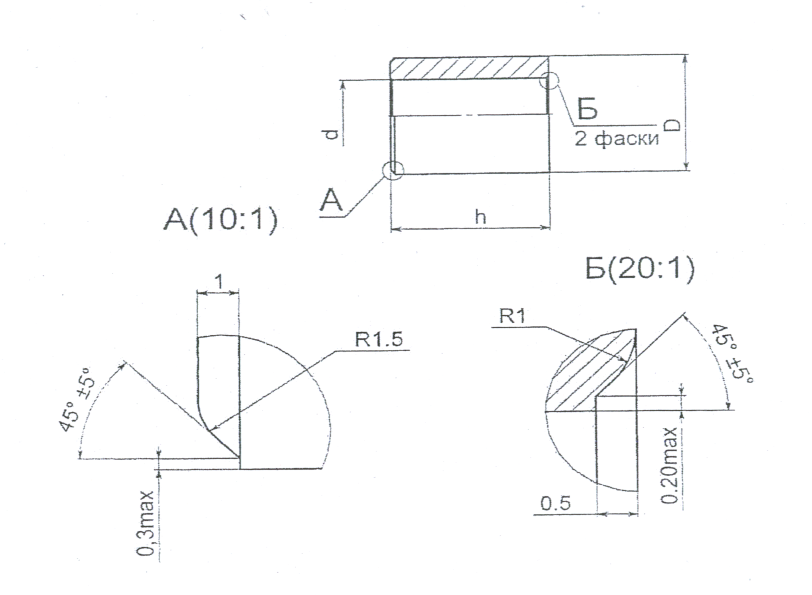 d
Б
2 фаски
D
А
h
А(10:1)
Б(20:1)
1
R1.5
45° ±5°
0,3max
R1
45° ±5°
0.20max
0.5